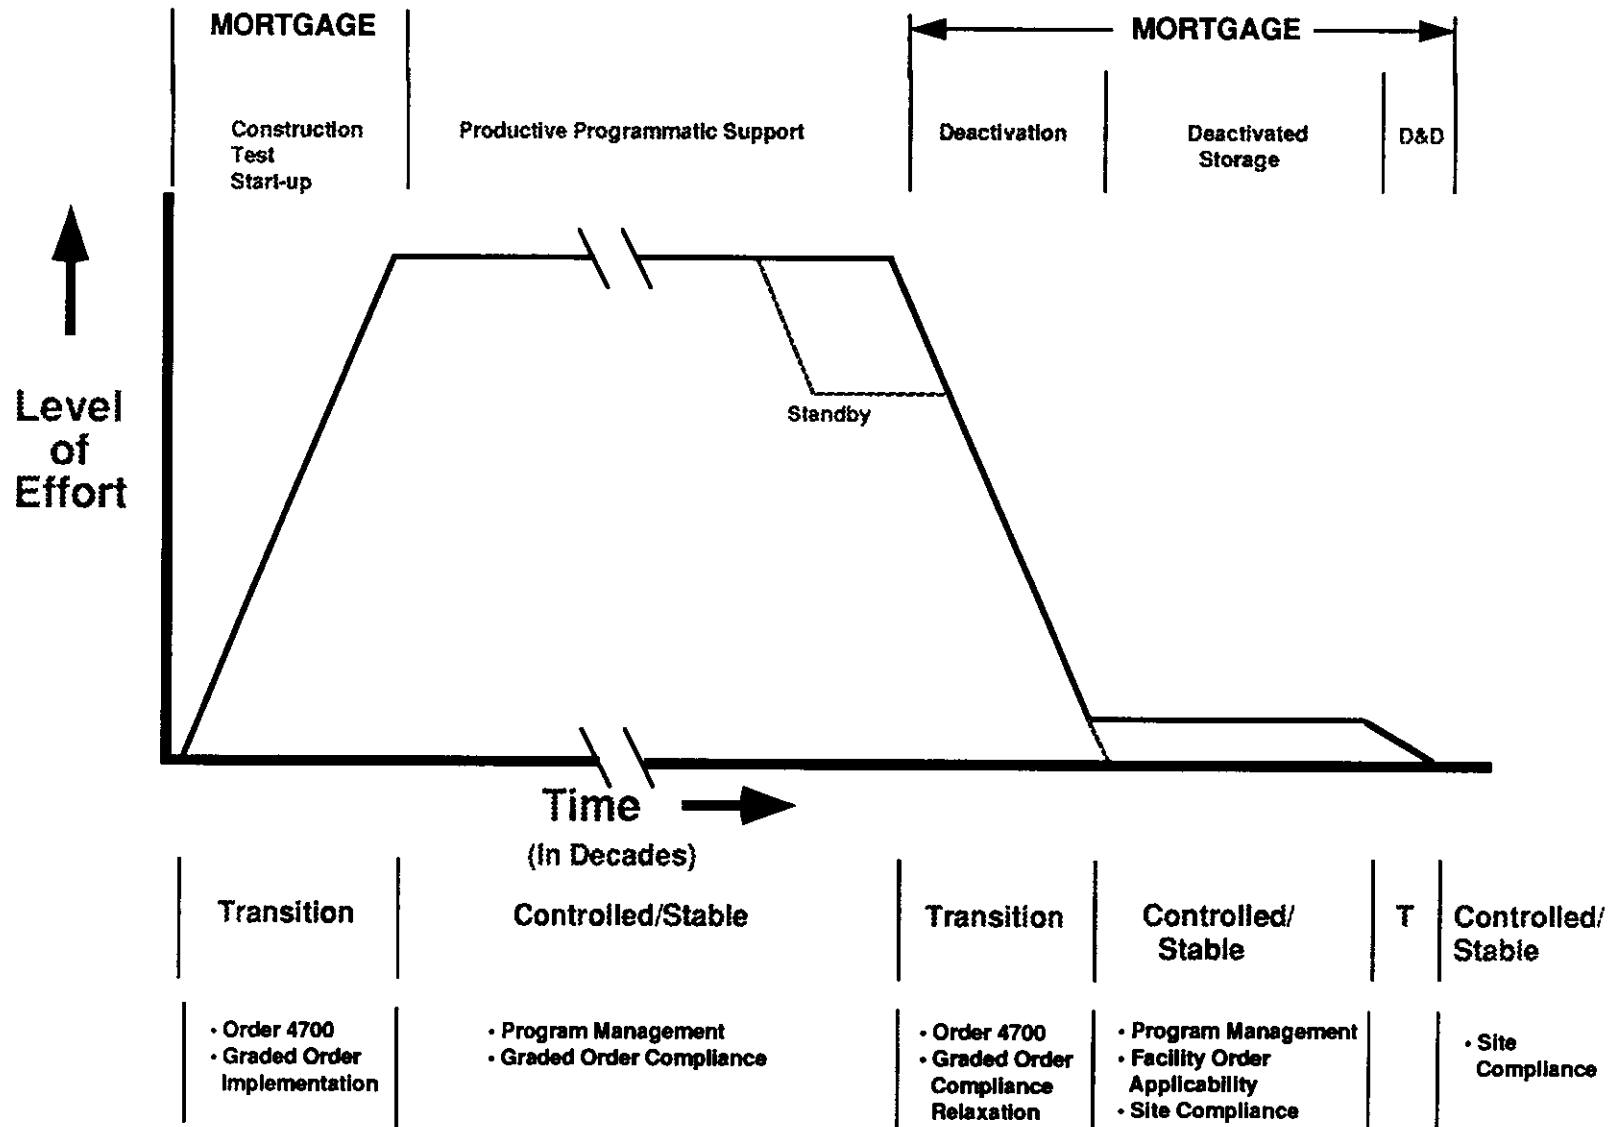 MORTGAGE
MORTGAGE
Construction
Test
Start-up
Productive Programmatic Support
Deactivation
Deactivated
Storage
D&D
Level
of
Effort
Standby
Time
(In Decades)
Transition
Controlled/Stable
Transition
Controlled/
Stable
T
Controlled/
Stable
• Order 4700
• Graded Order
Implementation
• Program Management
• Graded Order Compliance
• Order 4700
• Graded Order
Compliance
Relaxation
• Program Management
• Facility Order
Applicability
• Site Compliance
• Site
Compliance